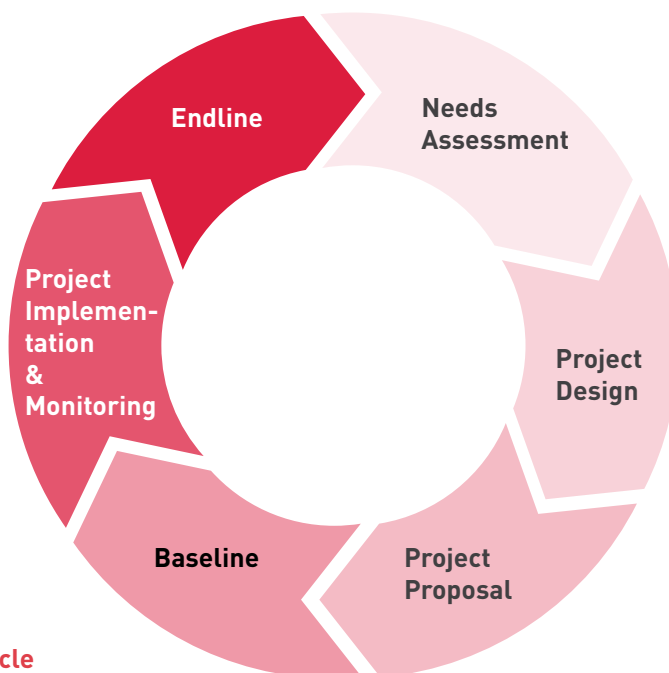 Endline
Needs
Assessment
Project
Design
Project
Proposal
Baseline
Project
Implemen-
tation
&
Monitoring
cle